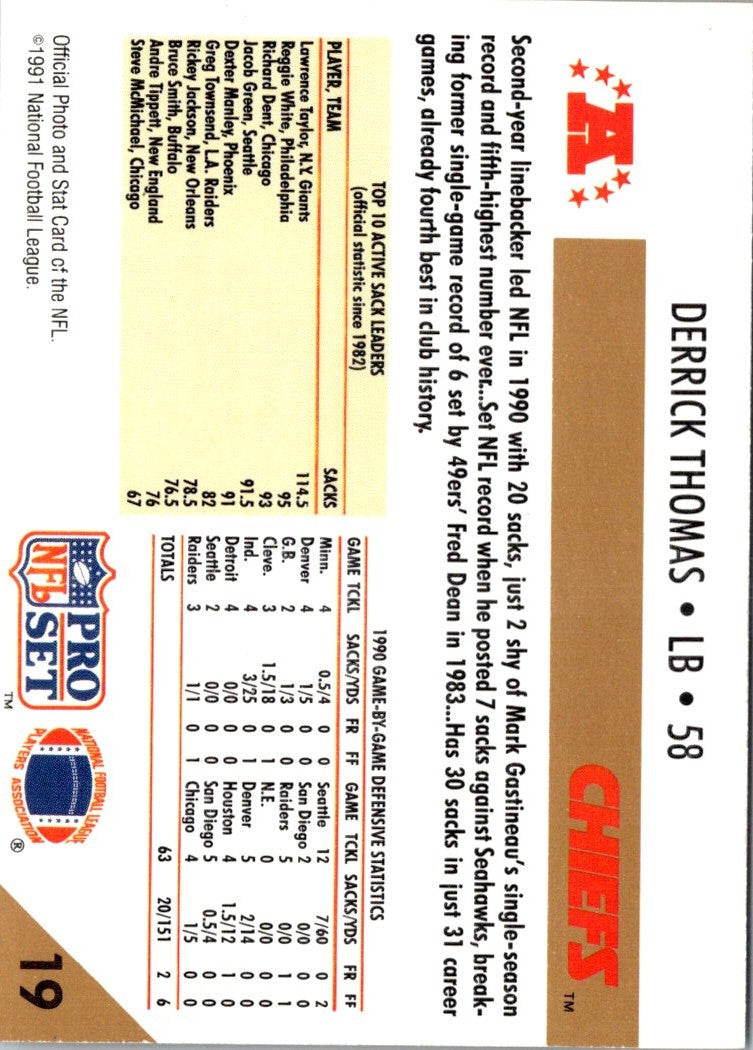 DERRICK THOMAS • LB • 58
A
CHIEFS™
Second-year linebacker led NFL in 1990 with 20 sacks, just 2 shy of Mark Gastineau's single-season
record and fifth-highest number ever...Set NFL record when he posted 7 sacks against Seahawks, break-
ing former single-game record of 6 set by 49ers' Fred Dean in 1983...Has 30 sacks in just 31 career
games, already fourth best in club history.
TOP 10 ACTIVE SACK LEADERS
(official statistic since 1982)
PLAYER, TEAM SACKS
Lawrence Taylor, N.Y. Giants 114.5
Reggie White, Philadelphia 95
Richard Dent, Chicago 93
Jacob Green, Seattle 91.5
Dexter Manley, Phoenix 91
Greg Townsend, L.A. Raiders 82
Rickey Jackson, New Orleans 78.5
Bruce Smith, Buffalo 76.5
Andre Tippett, New England 76
Steve McMichael, Chicago 67
1990 GAME-BY-GAME DEFENSIVE STATISTICS
GAME TCKL SACKS/YDS FR FF GAME TCKL SACKS/YDS FR FF
Minn. 4 0.5/4 0 0 Seattle 12 7/60 0 2
Denver 4 1/5 0 0 San Diego 2 0/0 0 0
G.B. 2 1/3 0 0 Raiders 5 0/0 1 1
Cleve. 3 1.5/18 0 1 N.E. 0 0/0 0 0
Ind. 4 3/25 0 1 Denver 5 2/14 0 0
Detroit 4 0/0 0 0 Houston 4 1.5/12 1 0
Seattle 2 0/0 0 0 San Diego 5 0.5/4 0 0
Raiders 3 1/1 0 1 Chicago 4 1/5 0 0
TOTALS 63 20/151 2 6
Official Photo and Stat Card of the NFL.
©1991 National Football League.
PRO
NFL SET™
NATIONAL FOOTBALL LEAGUE
PLAYERS ASSOCIATION®
19